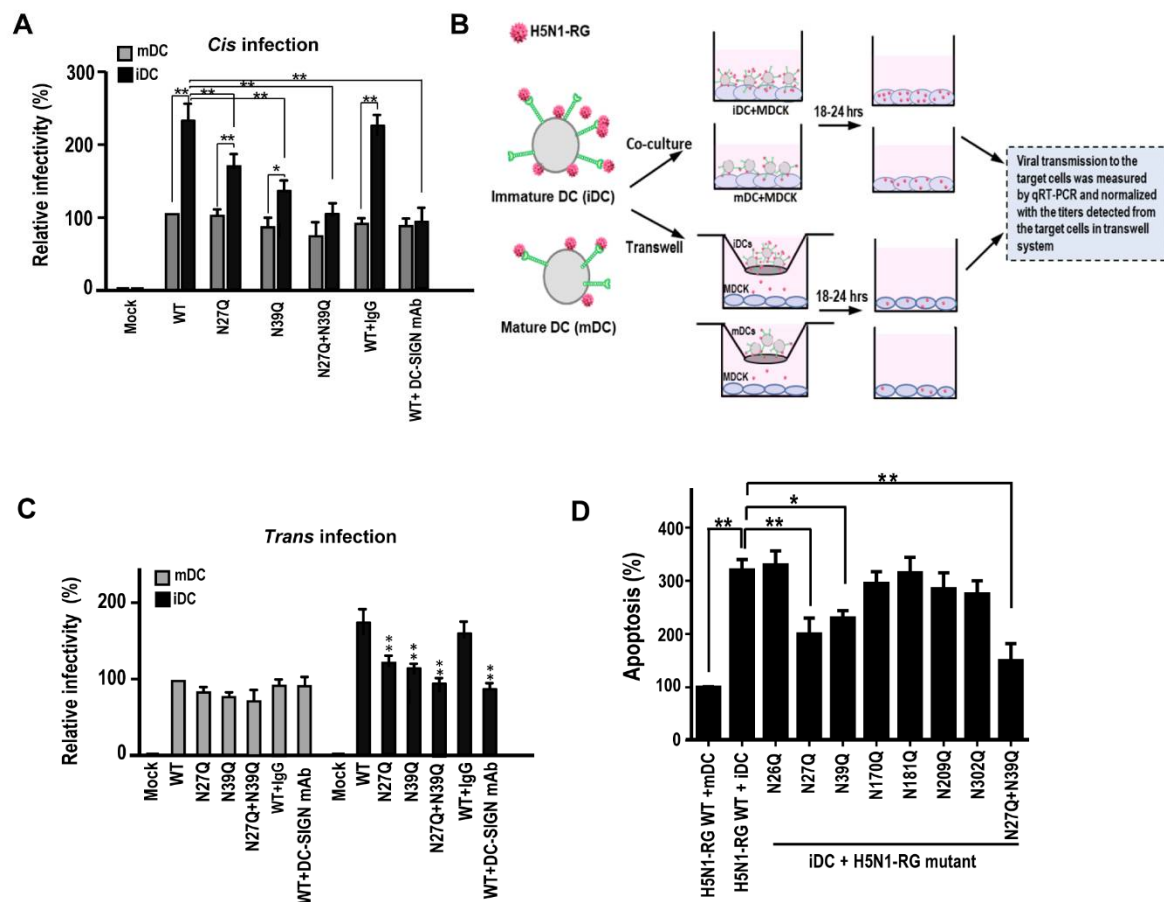 A
Cis infection
mDC
iDC
Relative infectivity (%)
300
200
100
0
**
**
**
**
**
**
*
**
Mock
WT
N27Q
N39Q
N27Q+N39Q
WT+IgG
WT+ DC-SIGN mAb
B
H5N1-RG
Immature DC (iDC)
Mature DC (mDC)
Co-culture
Transwell
iDC+MDCK
mDC+MDCK
18-24 hrs
iDCs
MDCK
mDCs
MDCK
18-24 hrs
Viral transmission to the
target cells was measured
by qRT-PCR and normalized
with the titers detected from
the target cells in transwell
system
C
Trans infection
mDC
iDC
Relative infectivity (%)
200
100
0
**
**
**
**
Mock
WT
N27Q
N39Q
N27Q+N39Q
WT+IgG
WT+DC-SIGN mAb
Mock
WT
N27Q
N39Q
N27Q+N39Q
WT+IgG
WT+DC-SIGN mAb
D
Apoptosis (%)
400
300
200
100
0
**
**
*
**
H5N1-RG WT +mDC
H5N1-RG WT + iDC
N26Q
N27Q
N39Q
N170Q
N181Q
N209Q
N302Q
N27Q+N39Q
iDC + H5N1-RG mutant